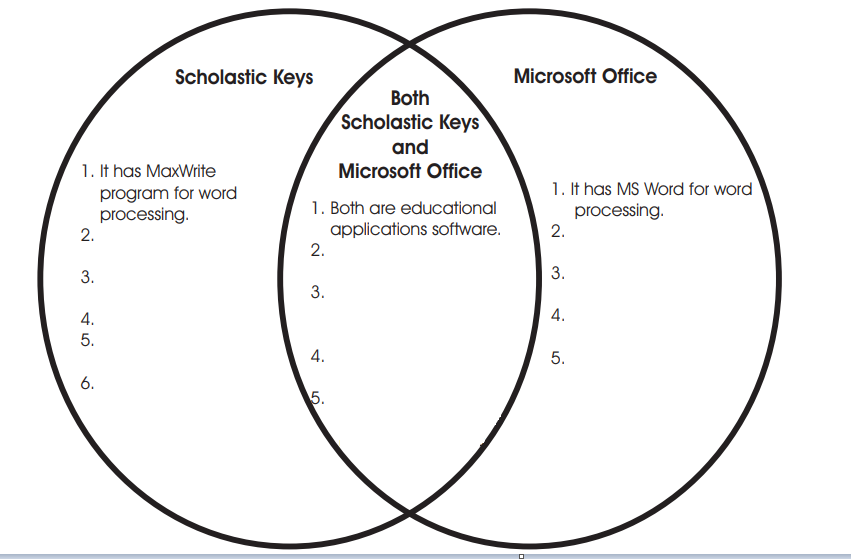 Scholastic Keys
1. It has MaxWrite
program for word
processing.
2.
3.
4.
5.
6.
Both
Scholastic Keys
and
Microsoft Office
1. Both are educational
applications software.
2.
3.
4.
5.
Microsoft Office
1. It has MS Word for word
processing.
2.
3.
4.
5.